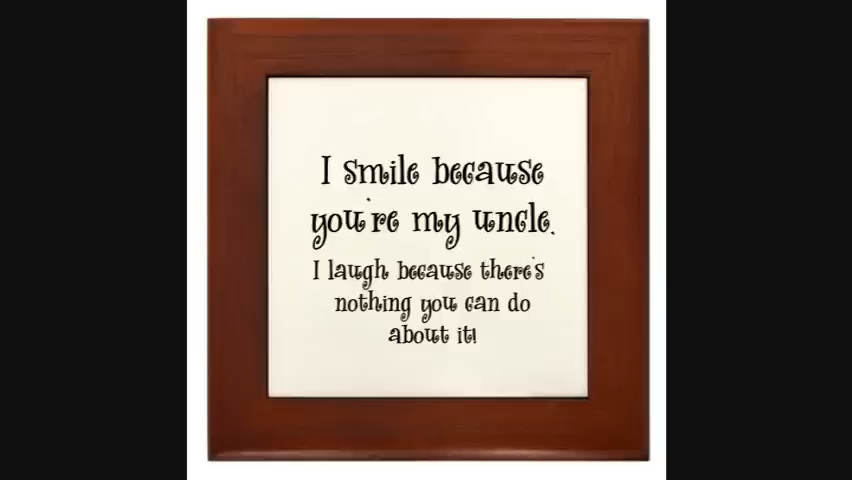 I smile because
you're my uncle.
I laugh because there's
nothing you can do
about it!